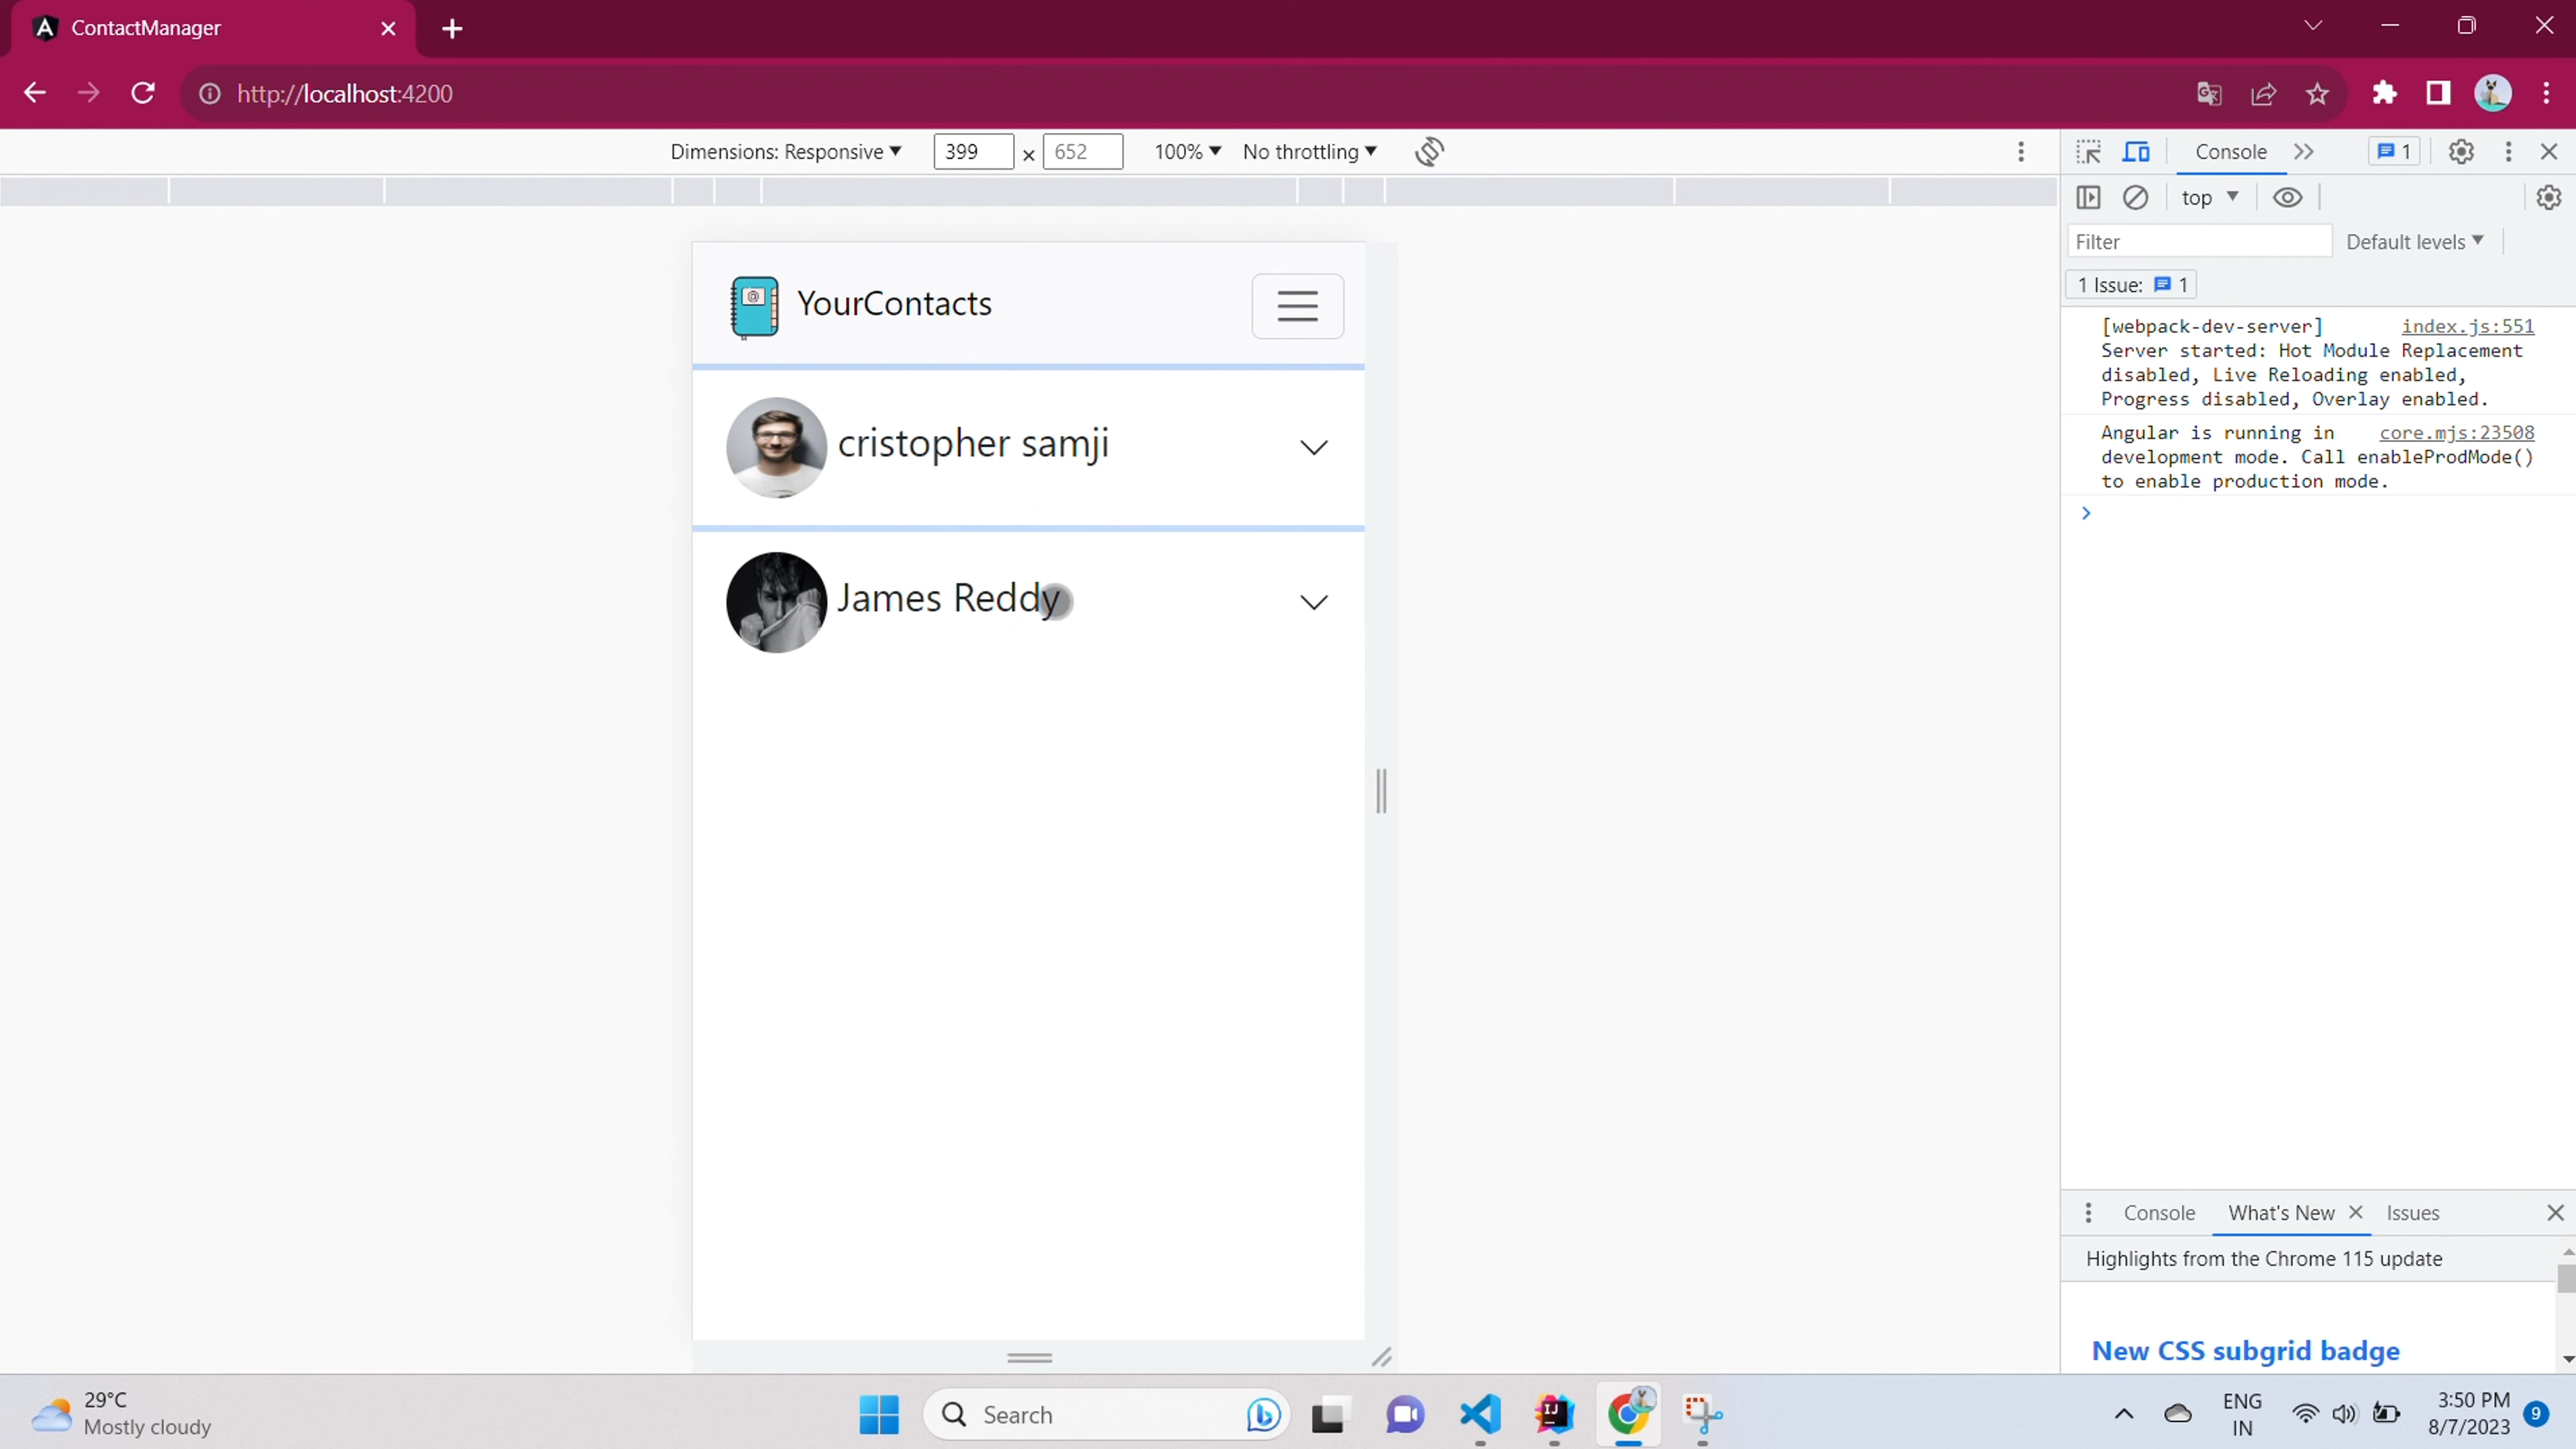 ContactManager
http://localhost:4200
Dimensions: Responsive 399 × 652 100% No throttling
Console 1
top
Filter Default levels
1 Issue: 1
YourContacts
cristopher samji
James Reddy
[webpack-dev-server] index.js:551
Server started: Hot Module Replacement
disabled, Live Reloading enabled,
Progress disabled, Overlay enabled.
Angular is running in core.mjs:23508
development mode. Call enableProdMode()
to enable production mode.
Console What's New Issues
Highlights from the Chrome 115 update
New CSS subgrid badge
29°C
Mostly cloudy
Search
ENG
IN
3:50 PM
8/7/2023
9